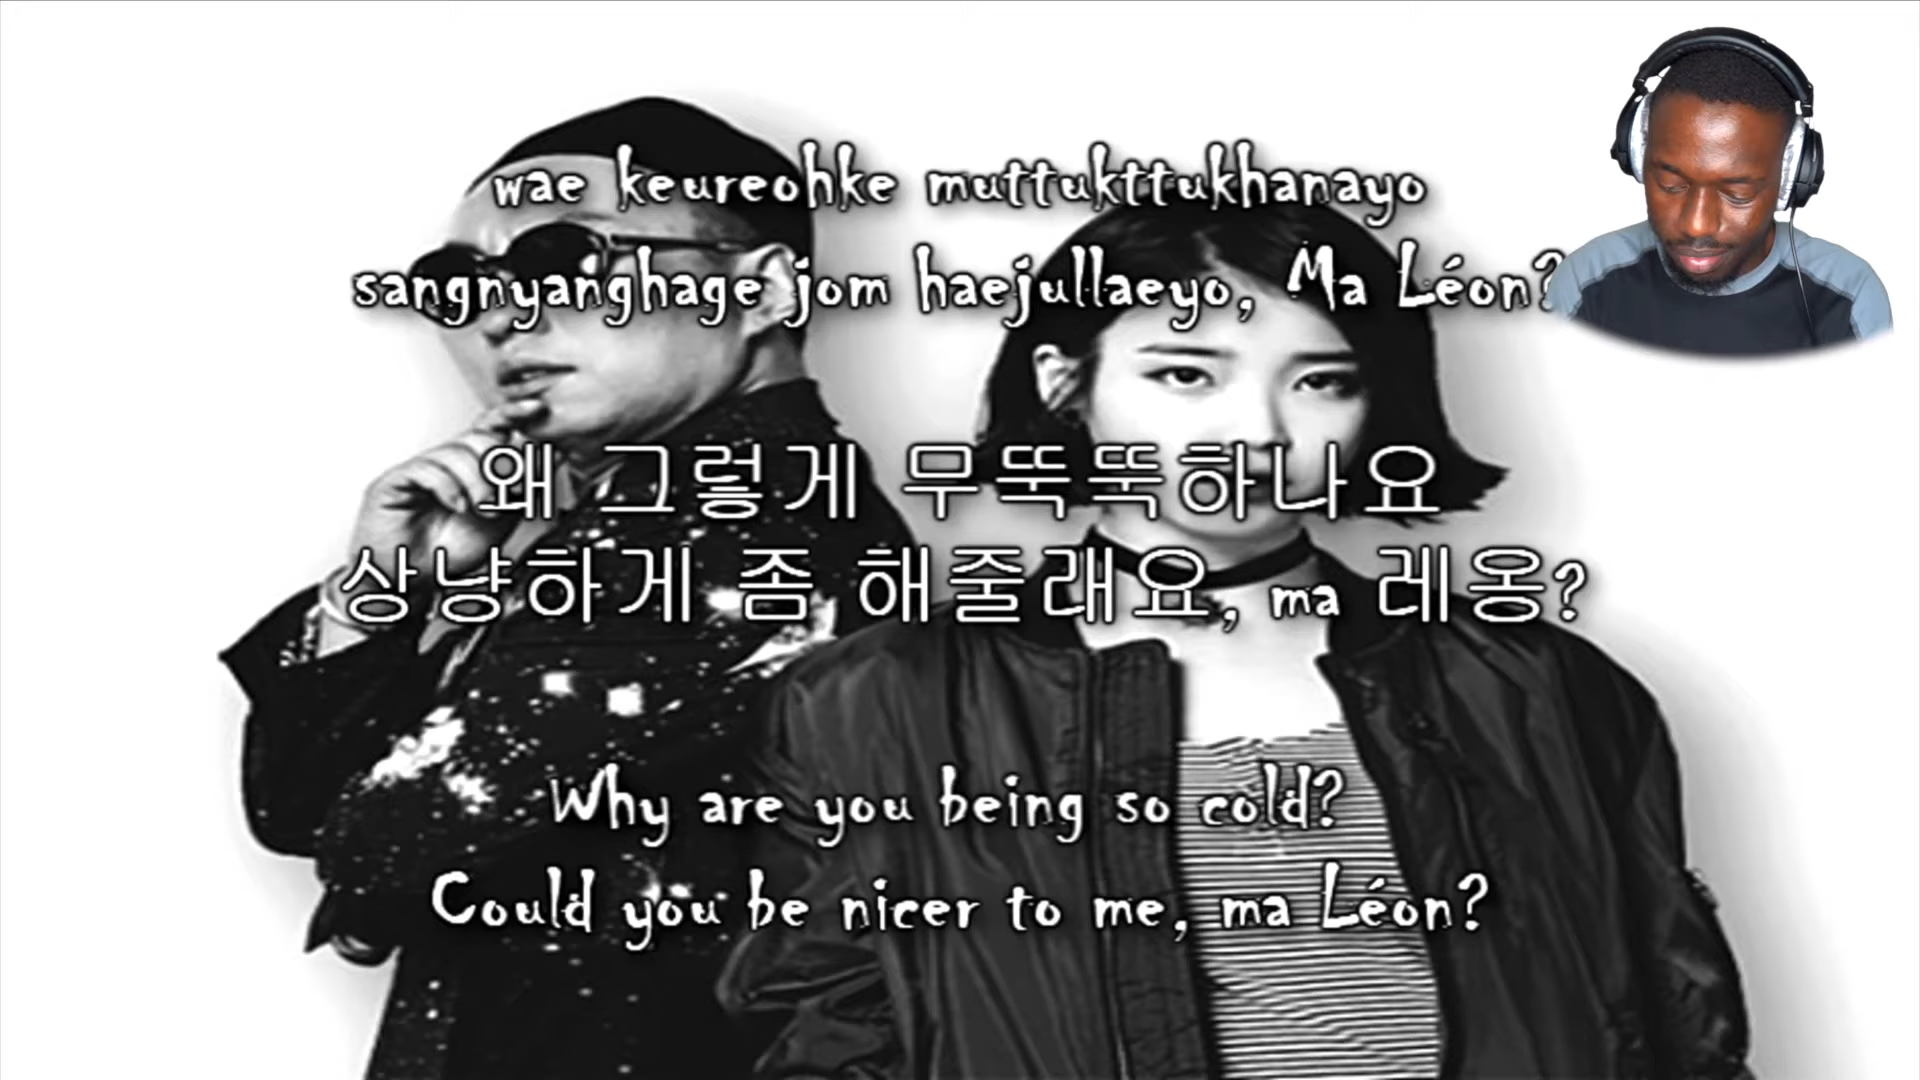 wae keureohke muttukttukhanayo
sangnyanghage jom haejullaeyo, Ma Léon?
왜 그렇게 무뚝뚝하나요
상냥하게 좀 해줄래요, ma 레옹?
Why are you being so cold?
Could you be nicer to me, ma Léon?